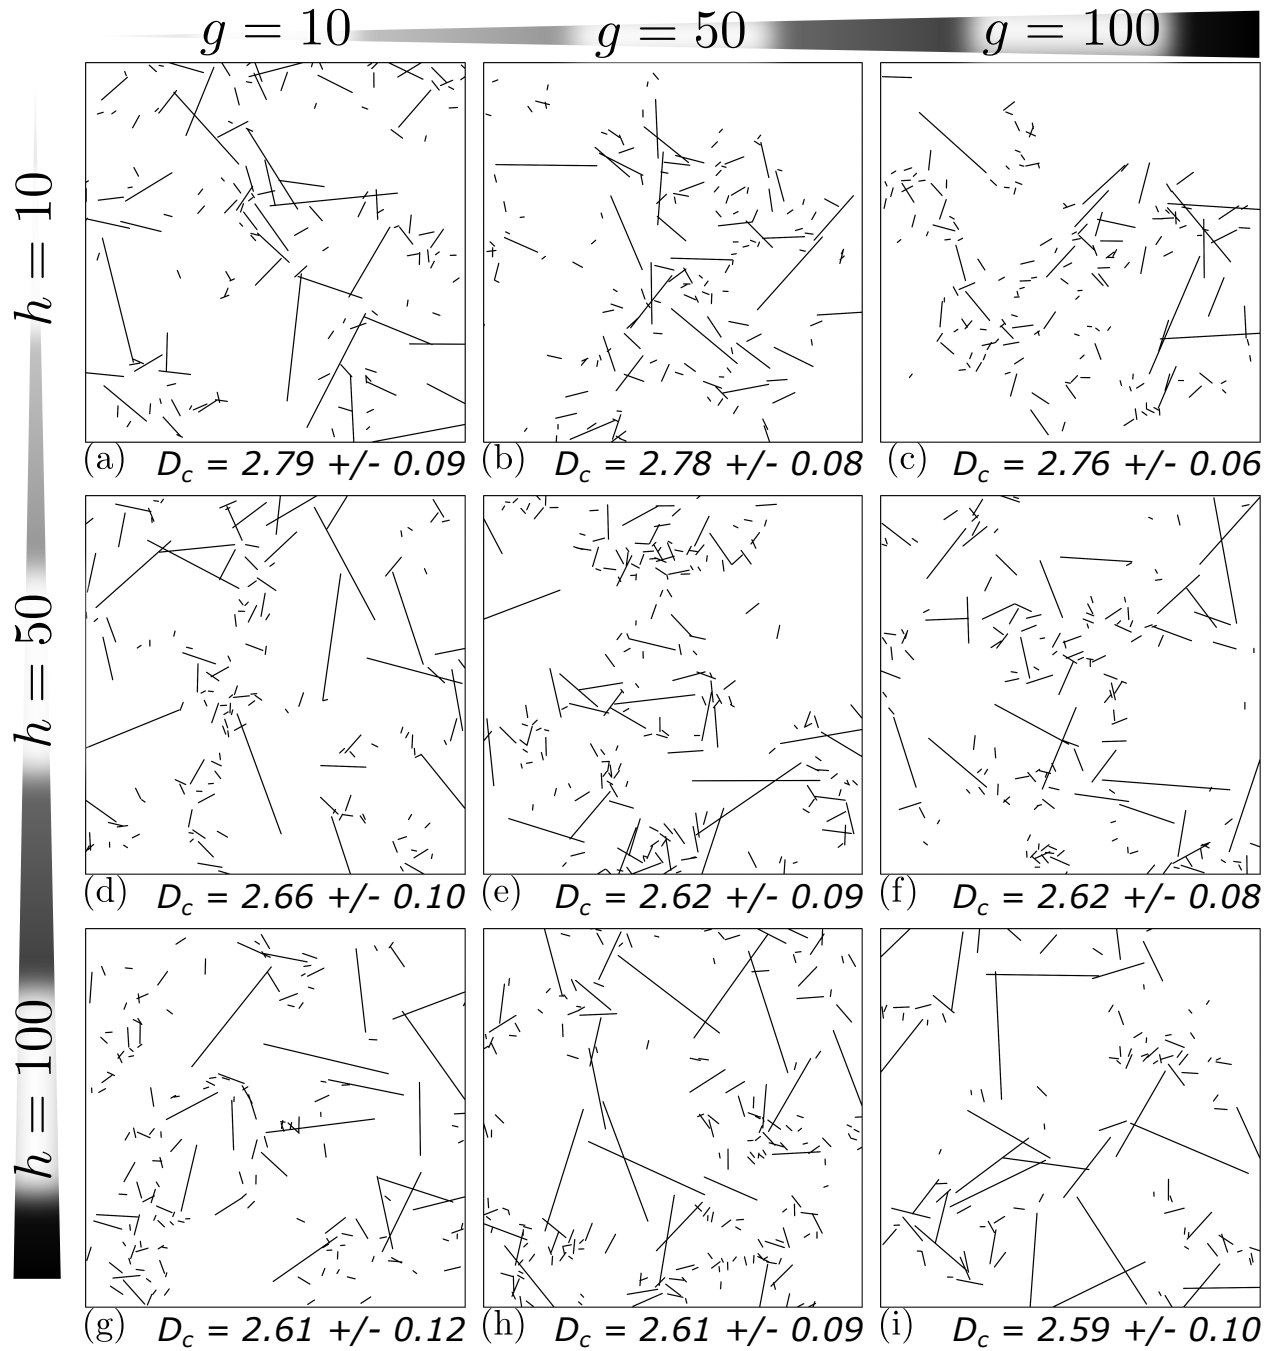 g = 10
g = 50
g = 100
h = 10
(a) D_c = 2.79 +/- 0.09
(b) D_c = 2.78 +/- 0.08
(c) D_c = 2.76 +/- 0.06
h = 50
(d) D_c = 2.66 +/- 0.10
(e) D_c = 2.62 +/- 0.09
(f) D_c = 2.62 +/- 0.08
h = 100
(g) D_c = 2.61 +/- 0.12
(h) D_c = 2.61 +/- 0.09
(i) D_c = 2.59 +/- 0.10